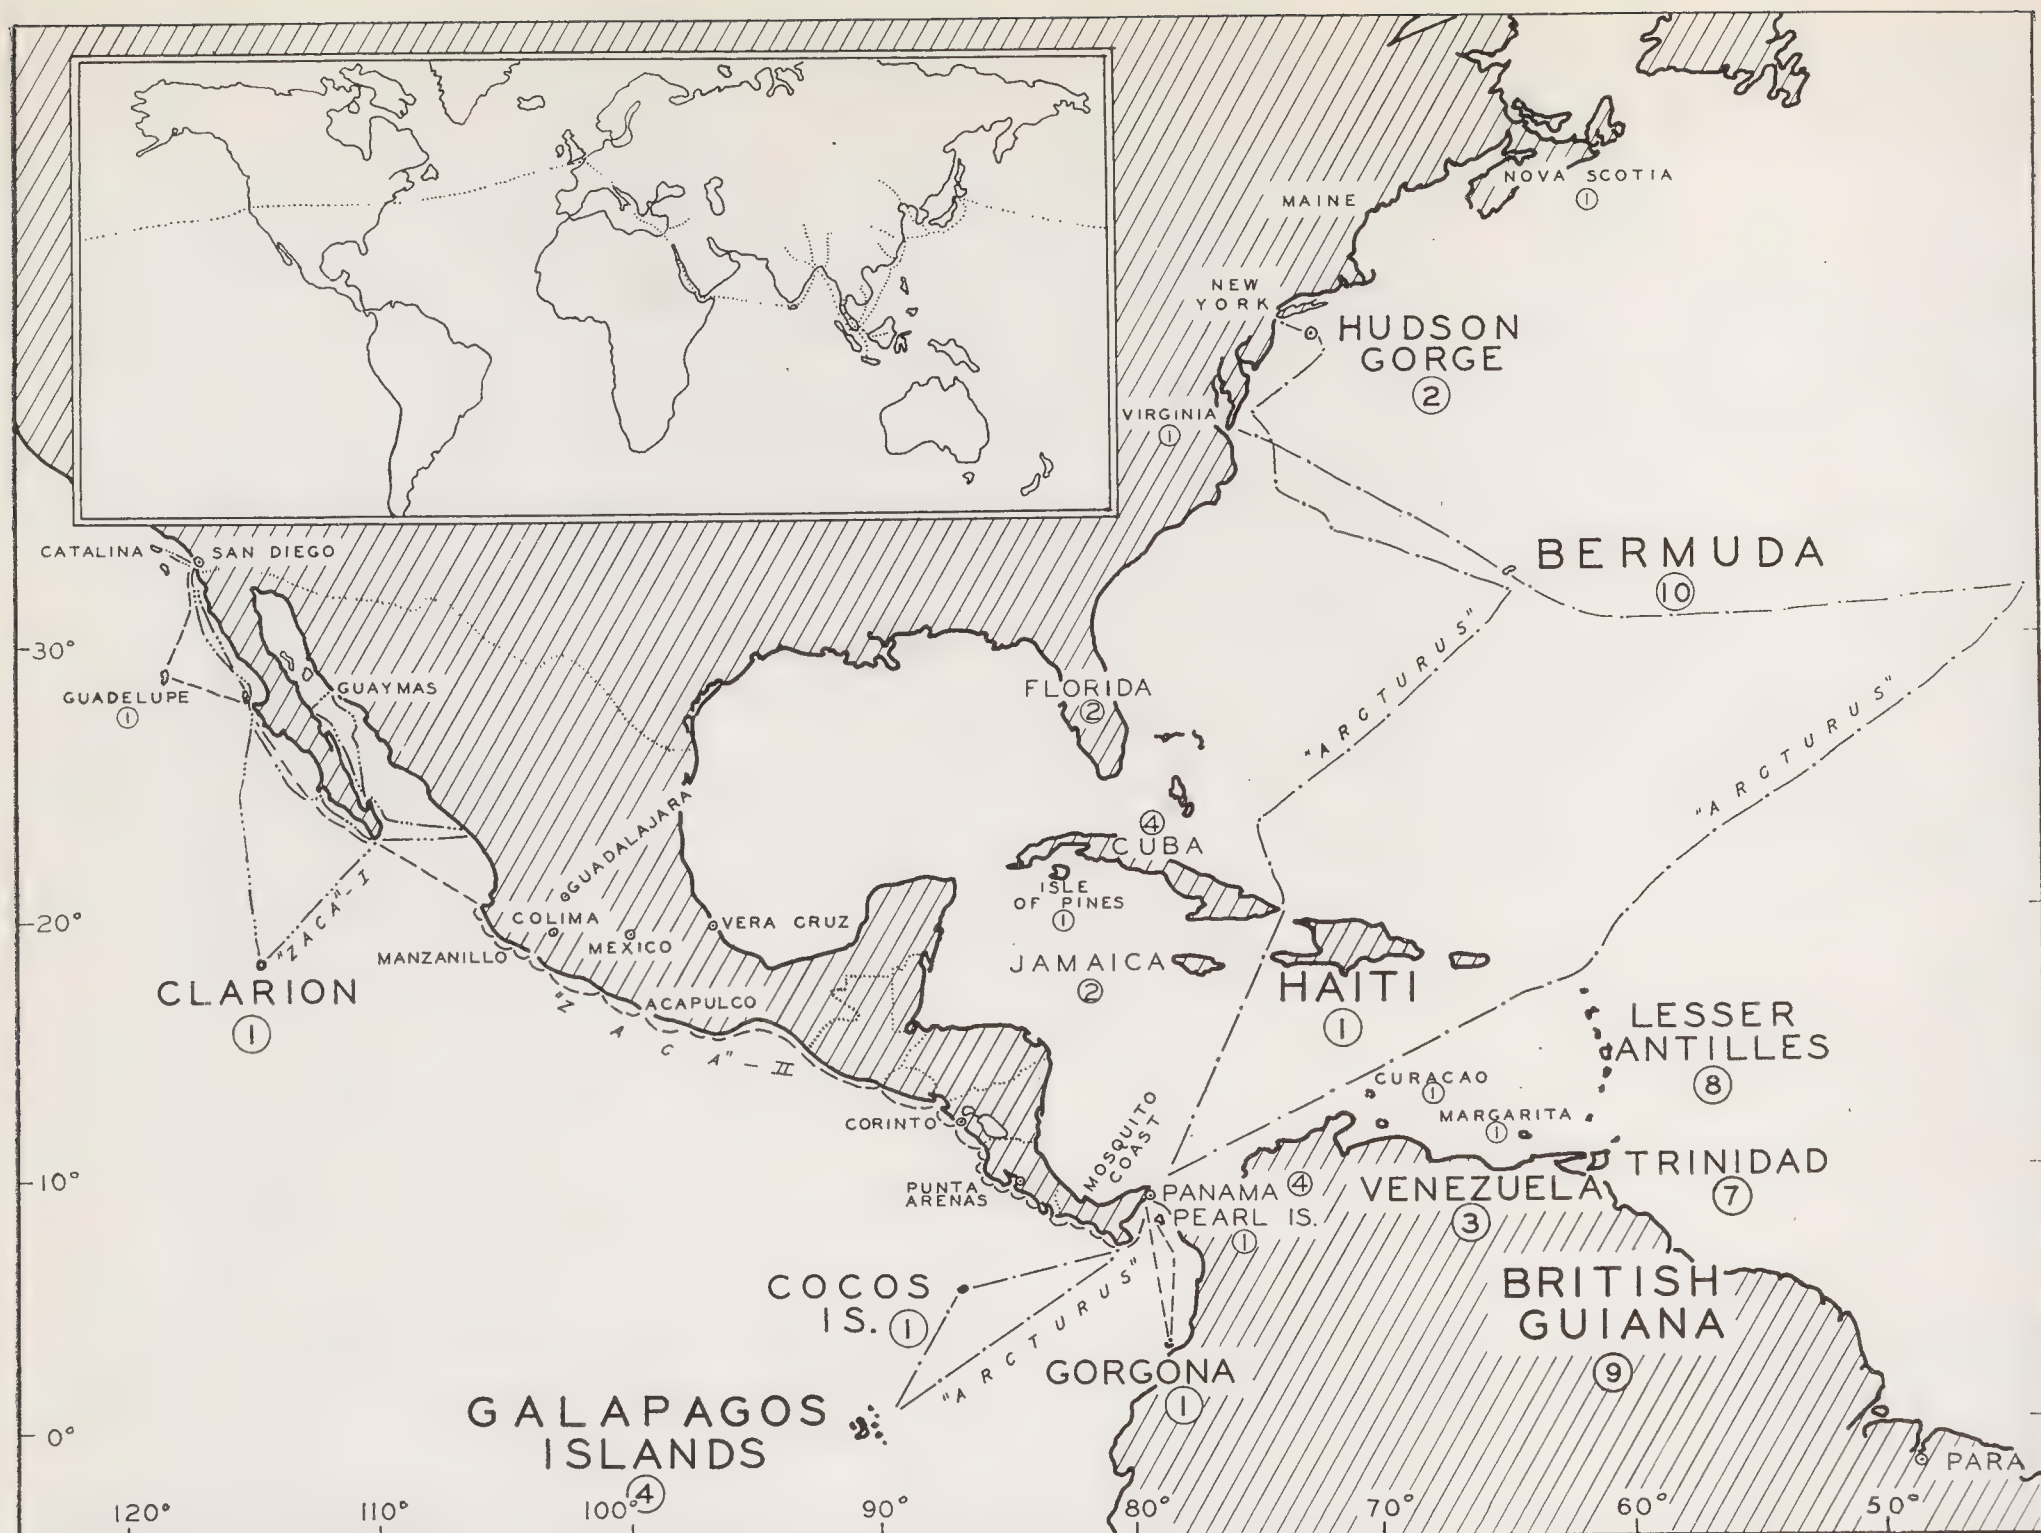 NOVA SCOTIA
①
MAINE
NEW
YORK
HUDSON
GORGE
②
VIRGINIA
①
CATALINA
SAN DIEGO
BERMUDA
⑩
30°
GUADELUPE
①
GUAYMAS
FLORIDA
②
"ARCTURUS"
"ARCTURUS"
GUADALAJARA
④
CUBA
ISLE
OF PINES
①
20°
COLIMA
MEXICO
VERA CRUZ
MANZANILLO
"ZACA"-I
CLARION
①
JAMAICA
②
HAITI
①
ACAPULCO
"ZACA"-II
LESSER
ANTILLES
⑧
CURACAO
①
MARGARITA
①
CORINTO
MOSQUITO
COAST
10°
PUNTA
ARENAS
PANAMA ④
PEARL IS.
①
VENEZUELA
③
TRINIDAD
⑦
COCOS
IS. ①
"ARCTURUS"
BRITISH
GUIANA
⑨
GORGONA
①
GALAPAGOS
ISLANDS
④
0°
PARA
120° 110° 100° 90° 80° 70° 60° 50°